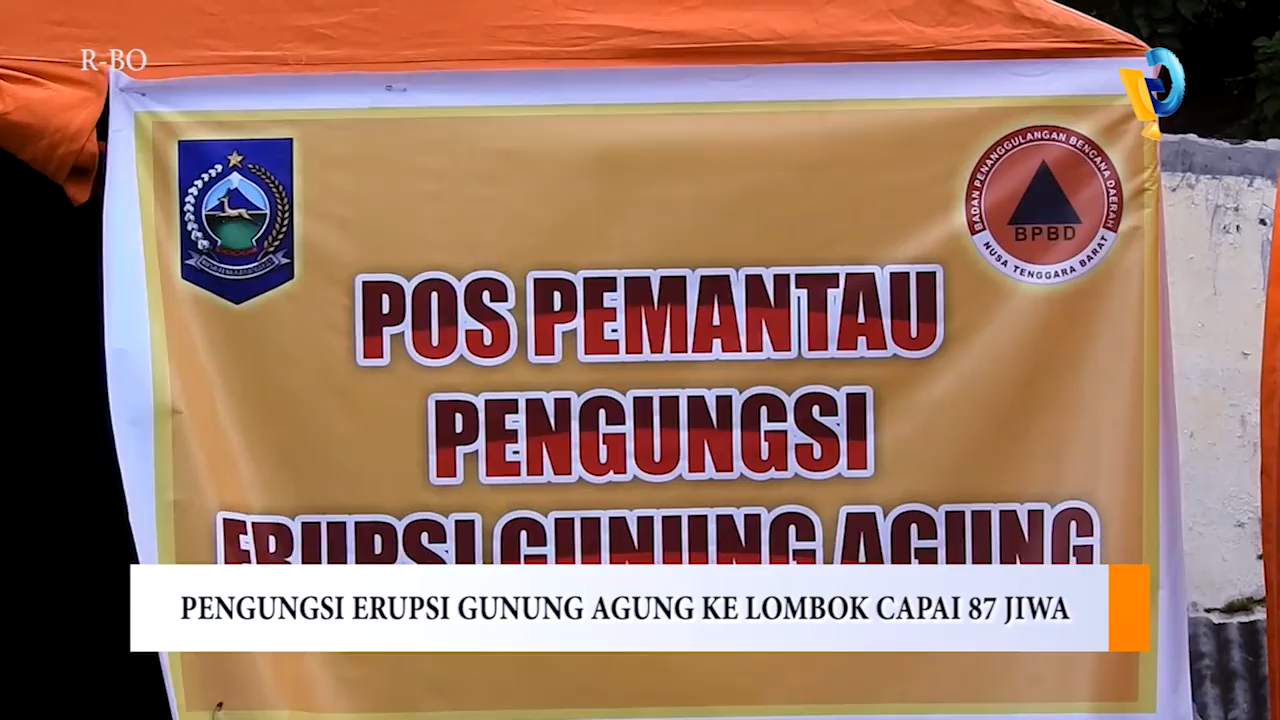 R-BO
BADAN PENANGGULANGAN BENCANA DAERAH
BPBD
NUSA TENGGARA BARAT
POS PEMANTAU
PENGUNGSI
ERUPSI GUNUNG AGUNG
PENGUNGSI ERUPSI GUNUNG AGUNG KE LOMBOK CAPAI 87 JIWA